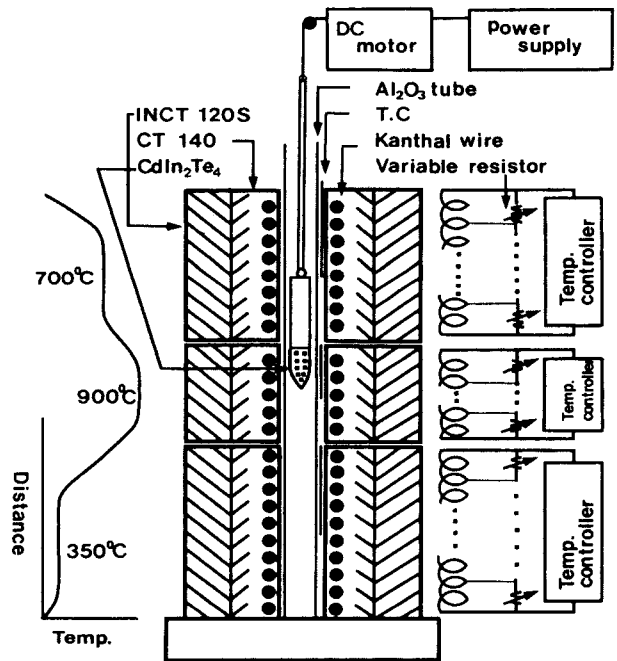 DC
motor
Power
supply
Al₂O₃ tube
T.C
Kanthal wire
Variable resistor
INCT 120S
CT 140
CdIn₂Te₄
700°C
900°C
350°C
Distance
Temp.
Temp.
controller
Temp.
controller
Temp.
controller